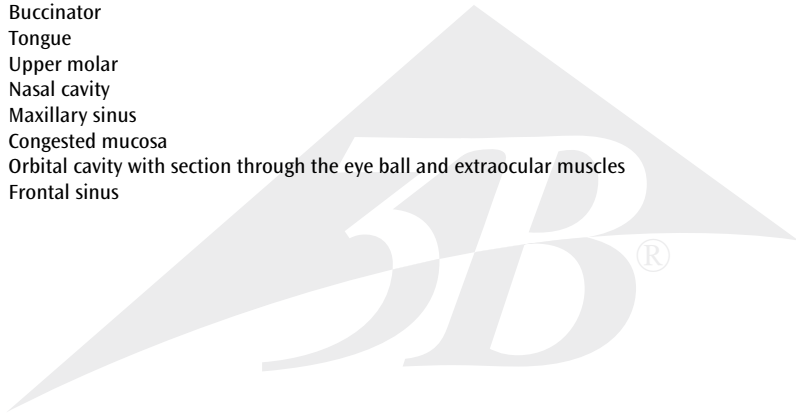 Buccinator
Tongue
Upper molar
Nasal cavity
Maxillary sinus
Congested mucosa
Orbital cavity with section through the eye ball and extraocular muscles
Frontal sinus
3B
®